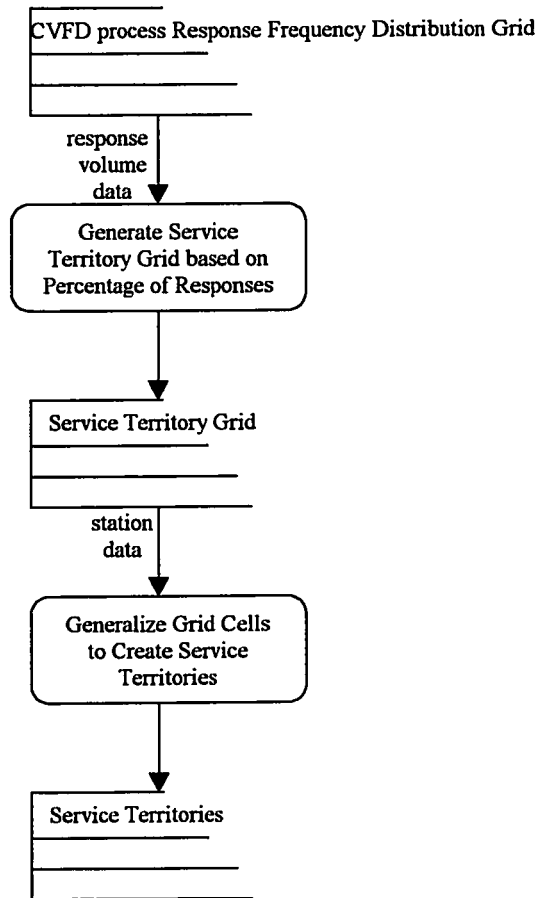 CVFD process Response Frequency Distribution Grid
response
volume
data
Generate Service
Territory Grid based on
Percentage of Responses
Service Territory Grid
station
data
Generalize Grid Cells
to Create Service
Territories
Service Territories